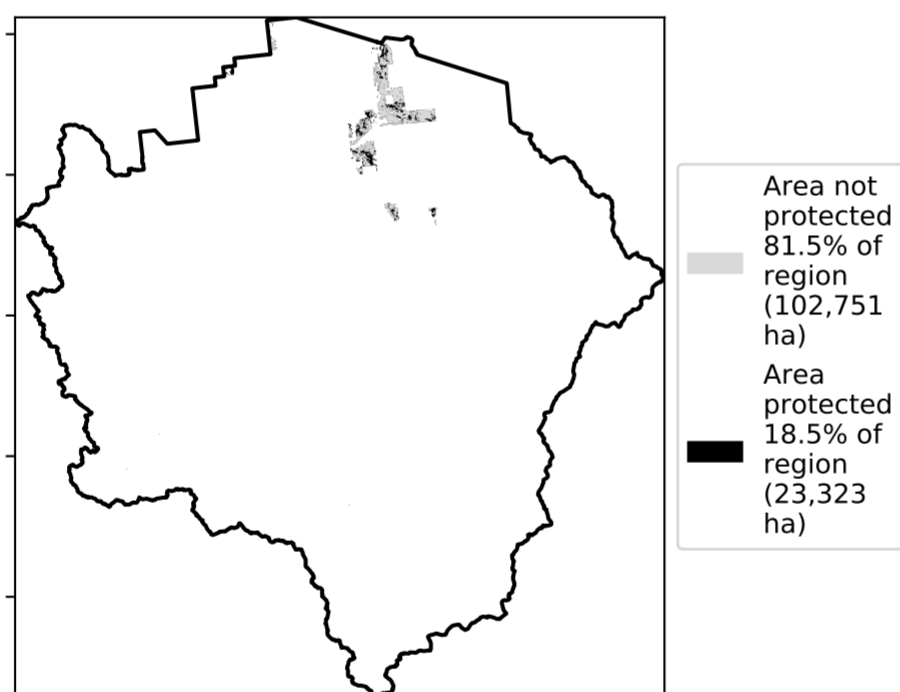 Area not
protected
81.5% of
region
(102,751
ha)
Area
protected
18.5% of
region
(23,323
ha)